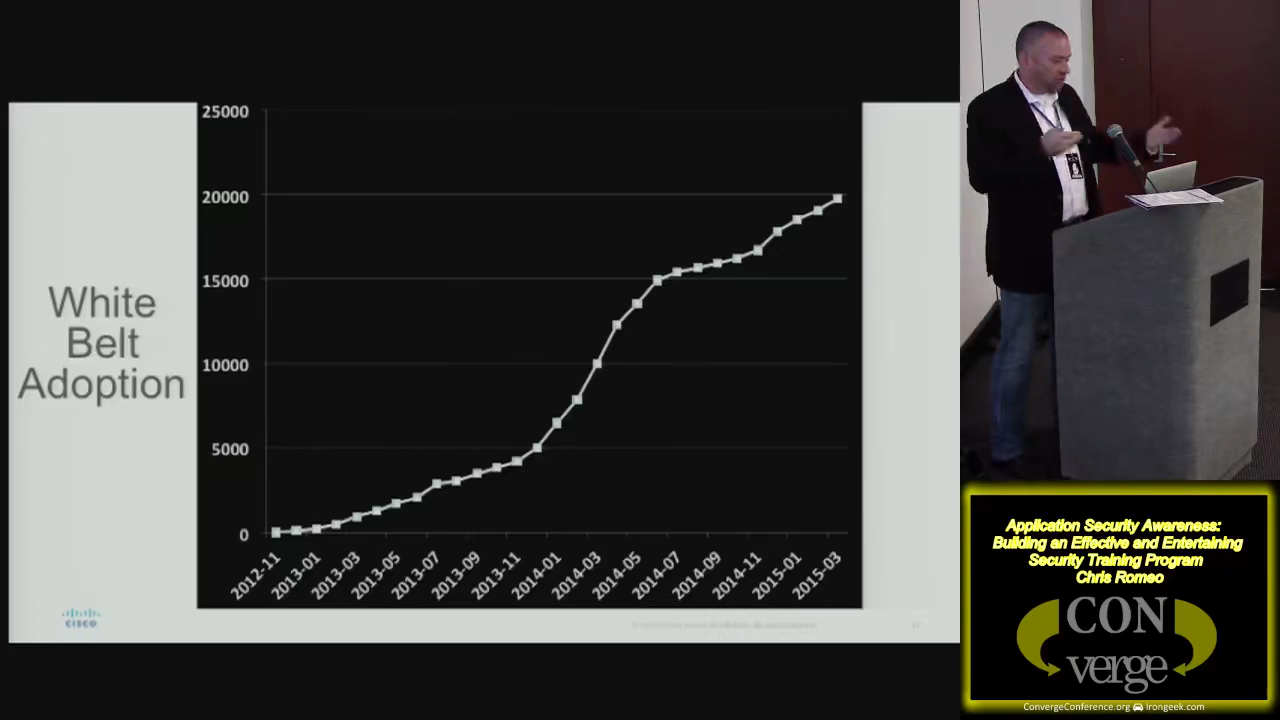 White
Belt
Adoption
25000
20000
15000
10000
5000
0
2012-11
2013-01
2013-03
2013-05
2013-07
2013-09
2013-11
2014-01
2014-03
2014-05
2014-07
2014-09
2014-11
2015-01
2015-03
CISCO
Application Security Awareness:
Building an Effective and Entertaining
Security Training Program
Chris Romeo
CON
verge
ConvergeConference.org Irongeek.com